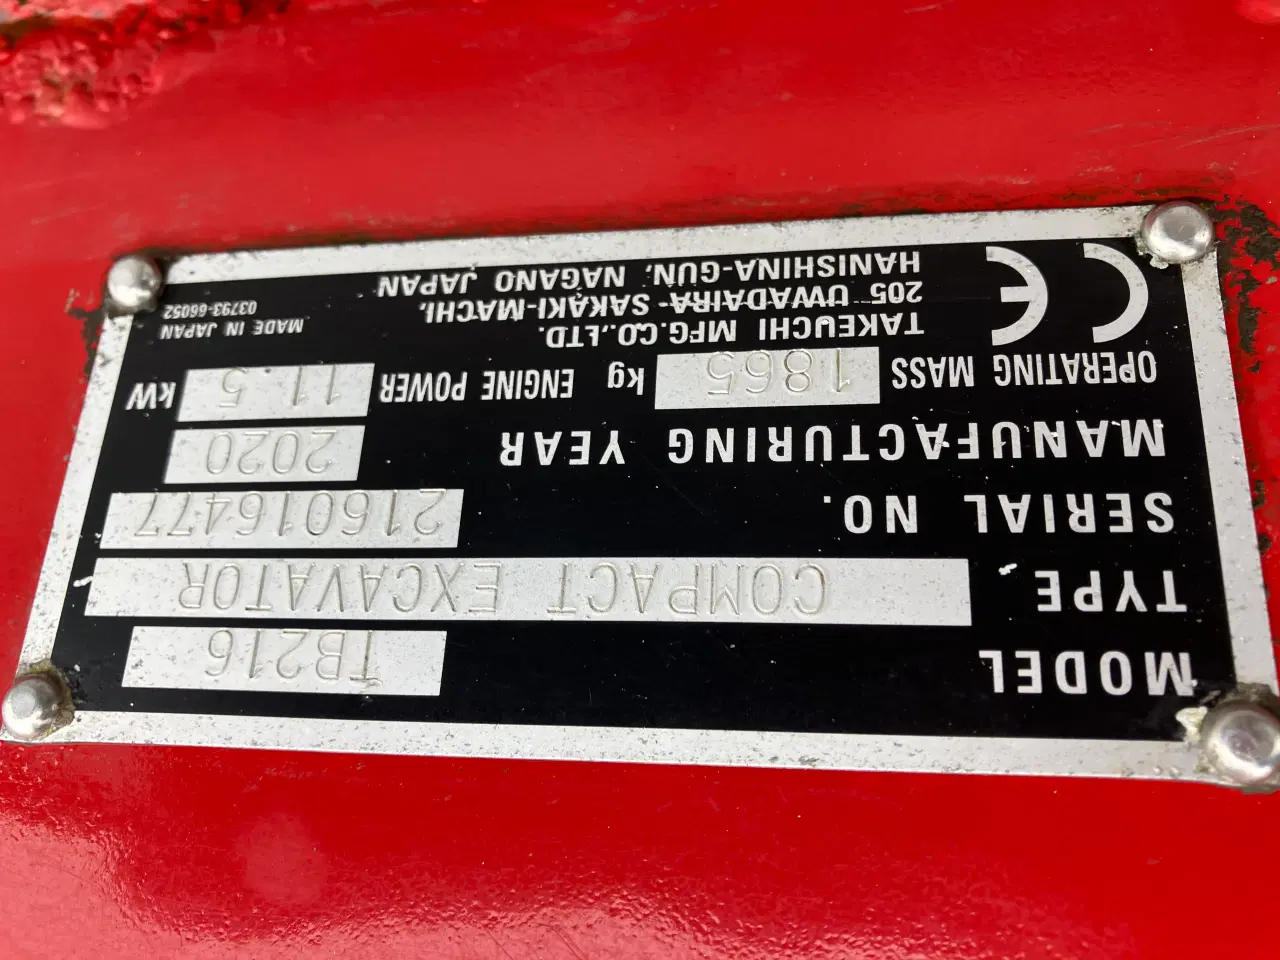 MODEL TB216
TYPE COMPACT EXCAVATOR
SERIAL NO. 216016477
MANUFACTURING YEAR 2020
OPERATING MASS 1865 kg ENGINE POWER 11.5 kW
CE
TAKEUCHI MFG.CO.,LTD.
205 UWADAIRA- SAKAKI-MACHI,
HANISHINA-GUN, NAGANO JAPAN
MADE IN JAPAN
03793-66052